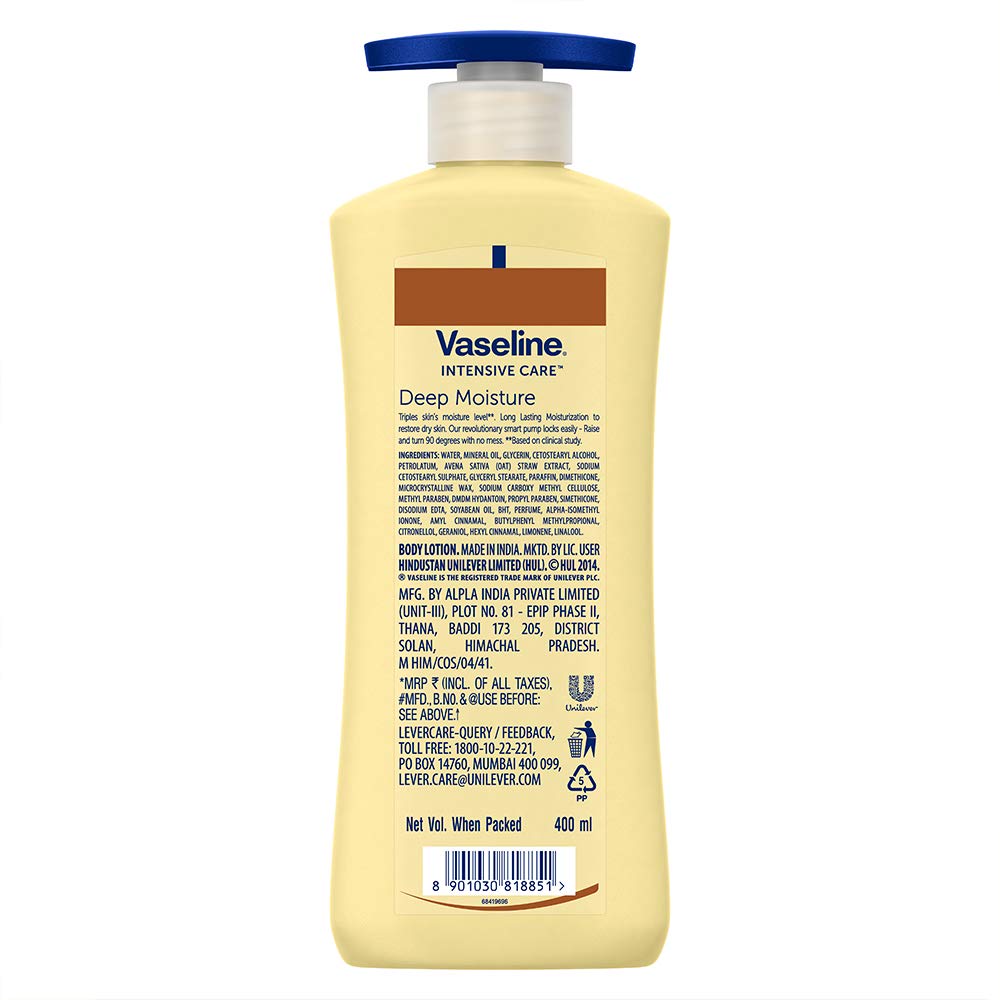 Vaseline®
INTENSIVE CARE™
Deep Moisture
Triples skin's moisture level**. Long Lasting Moisturization to
restore dry skin. Our revolutionary smart pump locks easily - Raise
and turn 90 degrees with no mess. **Based on clinical study.
INGREDIENTS: WATER, MINERAL OIL, GLYCERIN, CETOSTEARYL ALCOHOL,
PETROLATUM, AVENA SATIVA (OAT) STRAW EXTRACT, SODIUM
CETOSTEARYL SULPHATE, GLYCERYL STEARATE, PARAFFIN, DIMETHICONE,
MICROCRYSTALLINE WAX, SODIUM CARBOXY METHYL CELLULOSE,
METHYL PARABEN, DMDM HYDANTOIN, PROPYL PARABEN, SIMETHICONE,
DISODIUM EDTA, SOYABEAN OIL, BHT, PERFUME, ALPHA-ISOMETHYL
IONONE, AMYL CINNAMAL, BUTYLPHENYL METHYLPROPIONAL,
CITRONELLOL, GERANIOL, HEXYL CINNAMAL, LIMONENE, LINALOOL.
BODY LOTION. MADE IN INDIA. MKTD. BY LIC. USER
HINDUSTAN UNILEVER LIMITED (HUL). © HUL 2014.
® VASELINE IS THE REGISTERED TRADE MARK OF UNILEVER PLC.
MFG. BY ALPLA INDIA PRIVATE LIMITED
(UNIT-III), PLOT NO. 81 - EPIP PHASE II,
THANA, BADDI 173 205, DISTRICT
SOLAN, HIMACHAL PRADESH.
M HIM/COS/04/41.
*MRP ₹ (INCL. OF ALL TAXES),
#MFD., B.NO. & @USE BEFORE:
SEE ABOVE.↑
Unilever
LEVERCARE-QUERY / FEEDBACK,
TOLL FREE: 1800-10-22-221,
PO BOX 14760, MUMBAI 400 099,
LEVER.CARE@UNILEVER.COM
5
PP
Net Vol. When Packed 400 ml
8 901030 818851 >
68419696